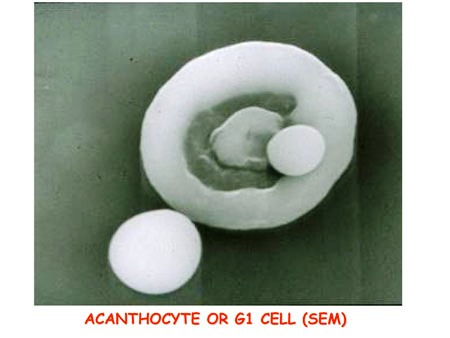 ACANTHOCYTE OR G1 CELL (SEM)